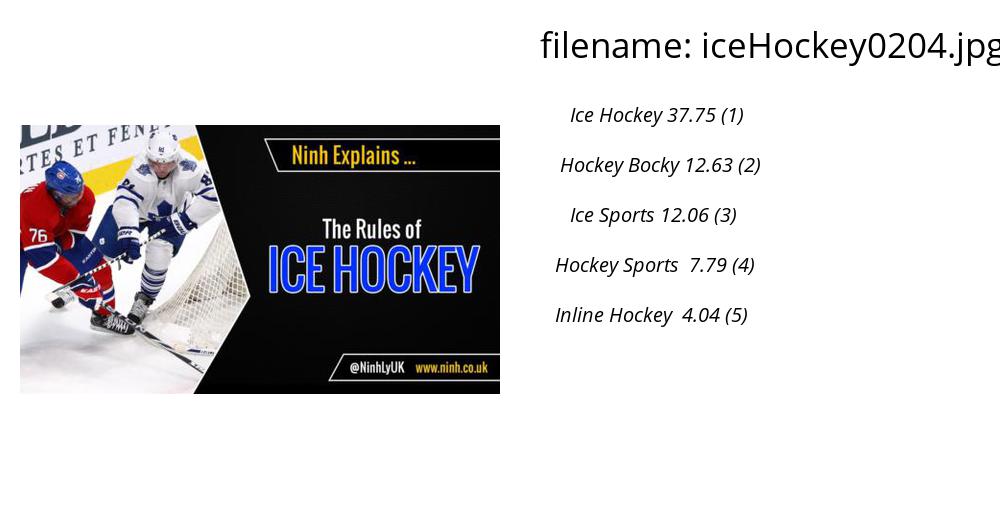 filename: iceHockey0204.jpg
Ice Hockey 37.75 (1)
Hockey Bocky 12.63 (2)
Ice Sports 12.06 (3)
Hockey Sports 7.79 (4)
Inline Hockey 4.04 (5)
RTES ET FENÊ
Ninh Explains ...
The Rules of
ICE HOCKEY
76
@NinhLyUK www.ninh.co.uk